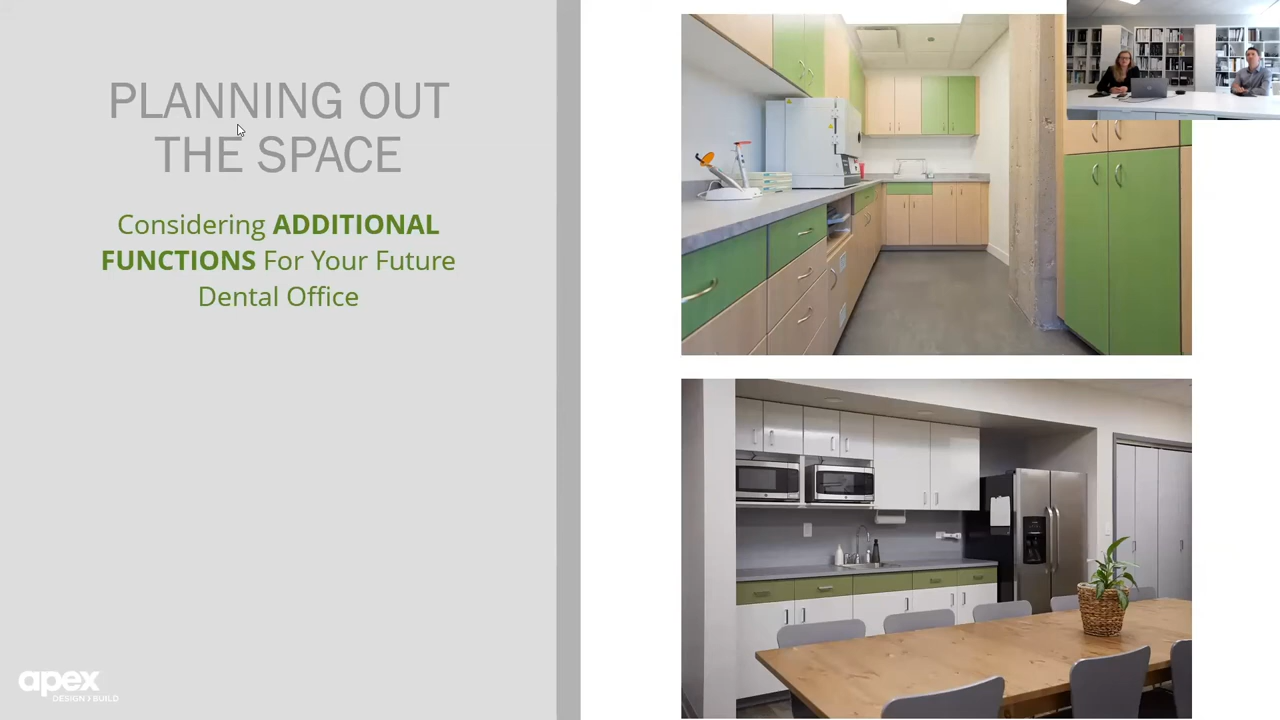 PLANNING OUT
THE SPACE
Considering ADDITIONAL
FUNCTIONS For Your Future
Dental Office
apex
DESIGN > BUILD